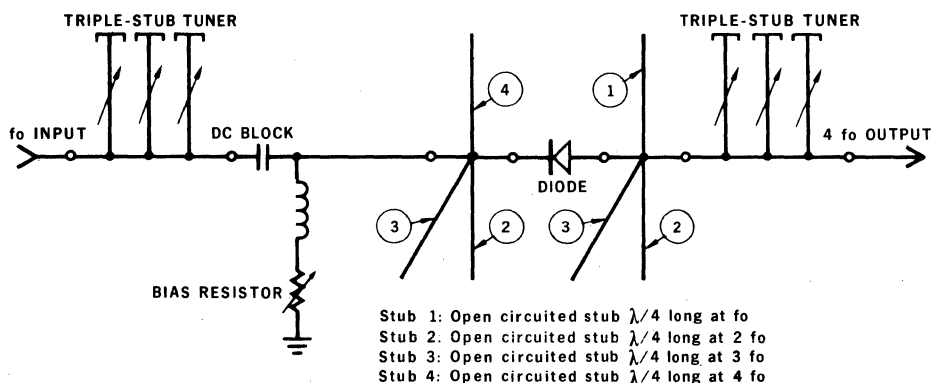 TRIPLE-STUB TUNER
TRIPLE-STUB TUNER
4
1
fo INPUT
DC BLOCK
4 fo OUTPUT
DIODE
3
2
3
2
BIAS RESISTOR
Stub 1: Open circuited stub λ/4 long at fo
Stub 2: Open circuited stub λ/4 long at 2 fo
Stub 3: Open circuited stub λ/4 long at 3 fo
Stub 4: Open circuited stub λ/4 long at 4 fo